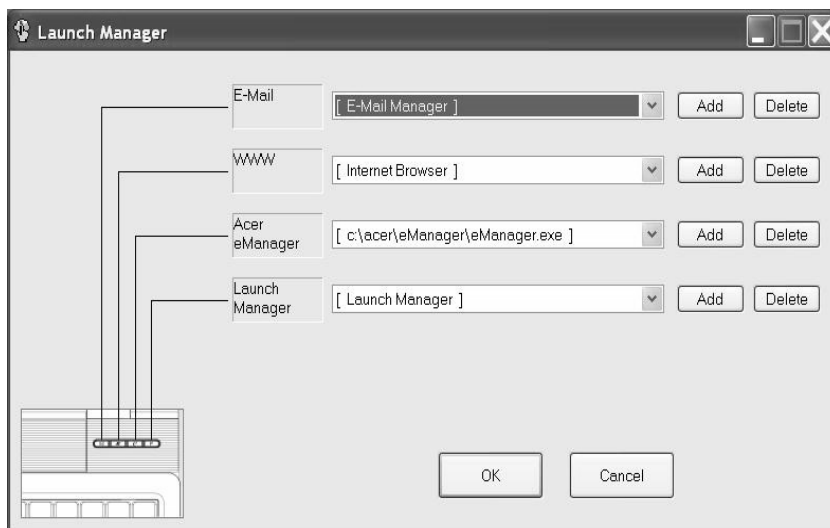 Launch Manager
E-Mail
[ E-Mail Manager ]
Add
Delete
WWW
[ Internet Browser ]
Add
Delete
Acer
eManager
[ c:\acer\eManager\eManager.exe ]
Add
Delete
Launch
Manager
[ Launch Manager ]
Add
Delete
OK
Cancel